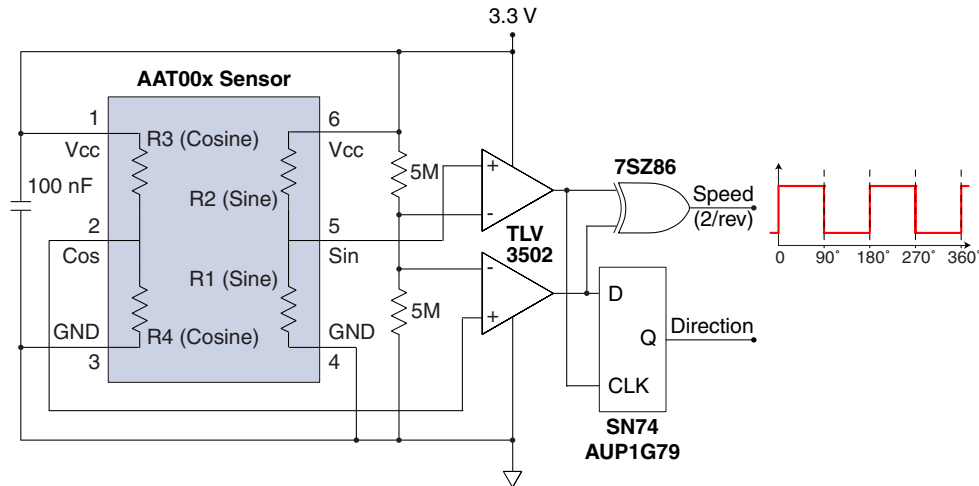 3.3 V
AAT00x Sensor
1
Vcc
R3 (Cosine)
6
Vcc
R2 (Sine)
5M
100 nF
2
Cos
5
Sin
R1 (Sine)
R4 (Cosine)
GND
3
GND
4
5M
+
-
TLV
3502
-
+
7SZ86
Speed
(2/rev)
0 90° 180° 270° 360°
D
Q
CLK
Direction
SN74
AUP1G79